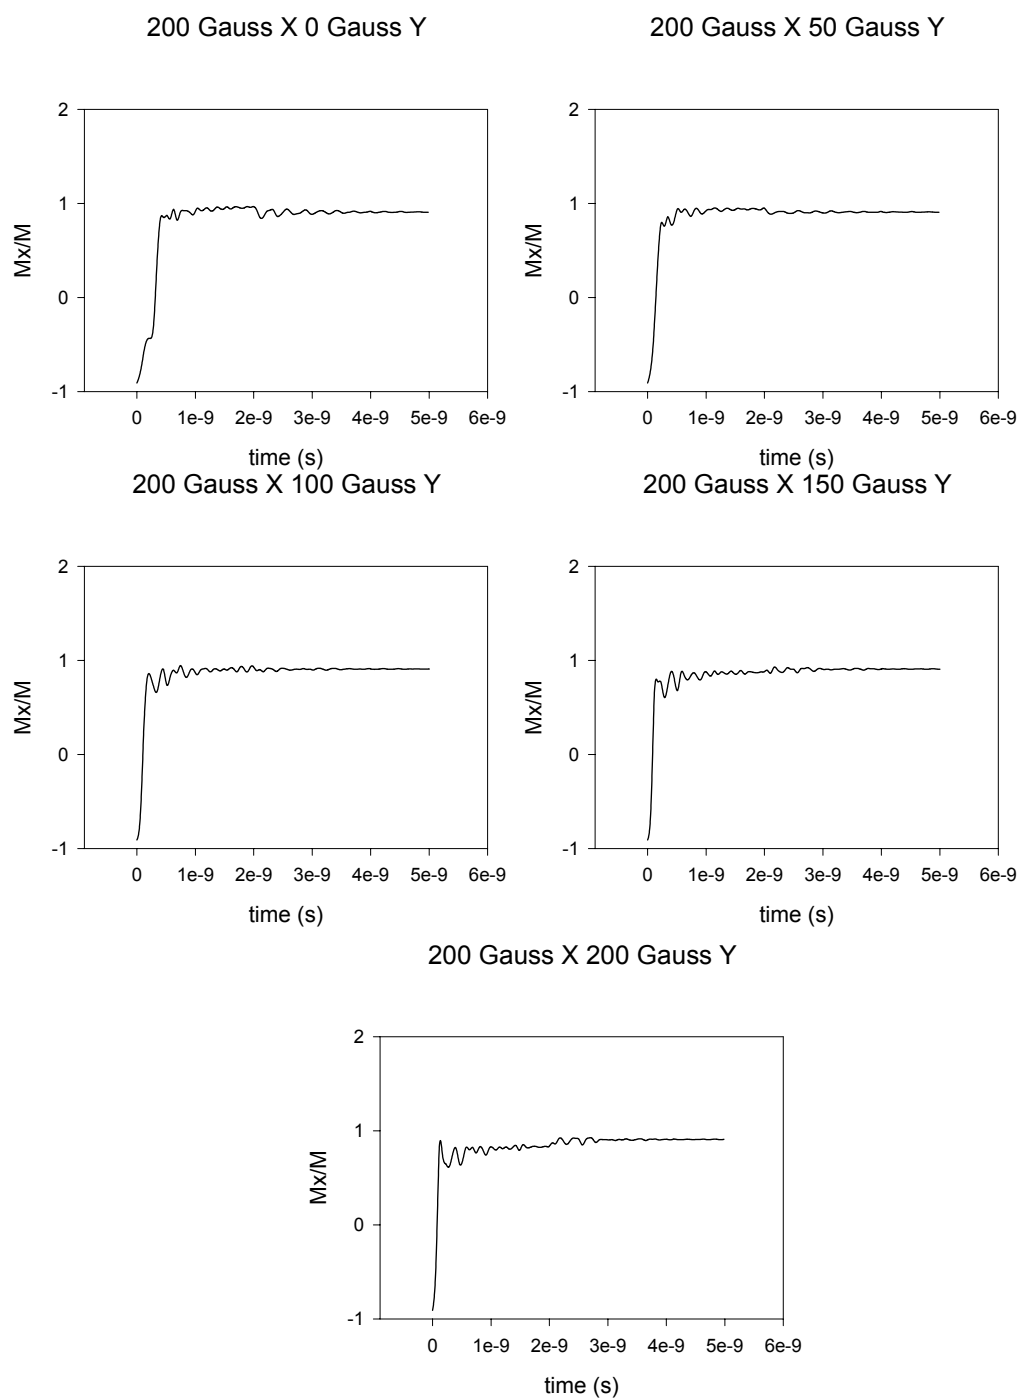 200 Gauss X 0 Gauss Y
2
1
0
-1
Mx/M
0 1e-9 2e-9 3e-9 4e-9 5e-9 6e-9
time (s)
200 Gauss X 50 Gauss Y
2
1
0
-1
Mx/M
0 1e-9 2e-9 3e-9 4e-9 5e-9 6e-9
time (s)
200 Gauss X 100 Gauss Y
2
1
0
-1
Mx/M
0 1e-9 2e-9 3e-9 4e-9 5e-9 6e-9
time (s)
200 Gauss X 150 Gauss Y
2
1
0
-1
Mx/M
0 1e-9 2e-9 3e-9 4e-9 5e-9 6e-9
time (s)
200 Gauss X 200 Gauss Y
2
1
0
-1
Mx/M
0 1e-9 2e-9 3e-9 4e-9 5e-9 6e-9
time (s)